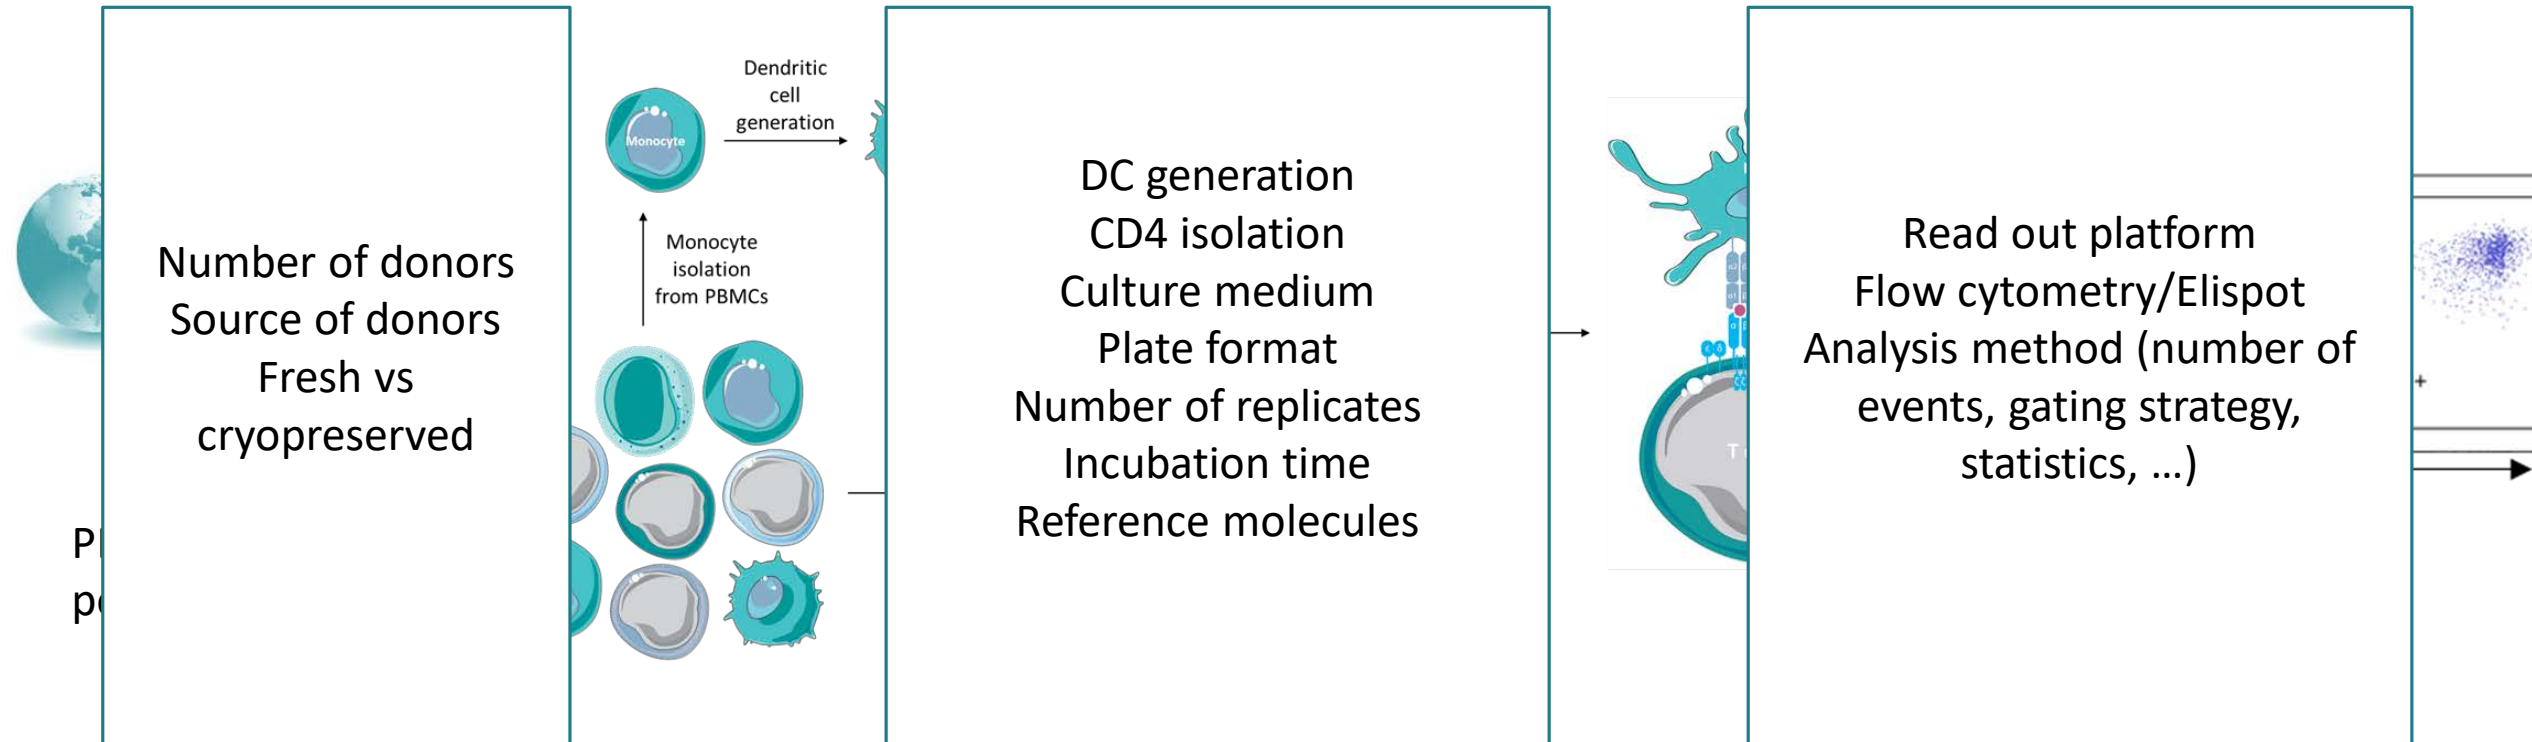 Number of donors
Source of donors
Fresh vs
cryopreserved
Dendritic
cell
generation
Monocyte
Monocyte
isolation
from PBMCs
DC generation
CD4 isolation
Culture medium
Plate format
Number of replicates
Incubation time
Reference molecules
Read out platform
Flow cytometry/Elispot
Analysis method (number of
events, gating strategy,
statistics, ...)
+